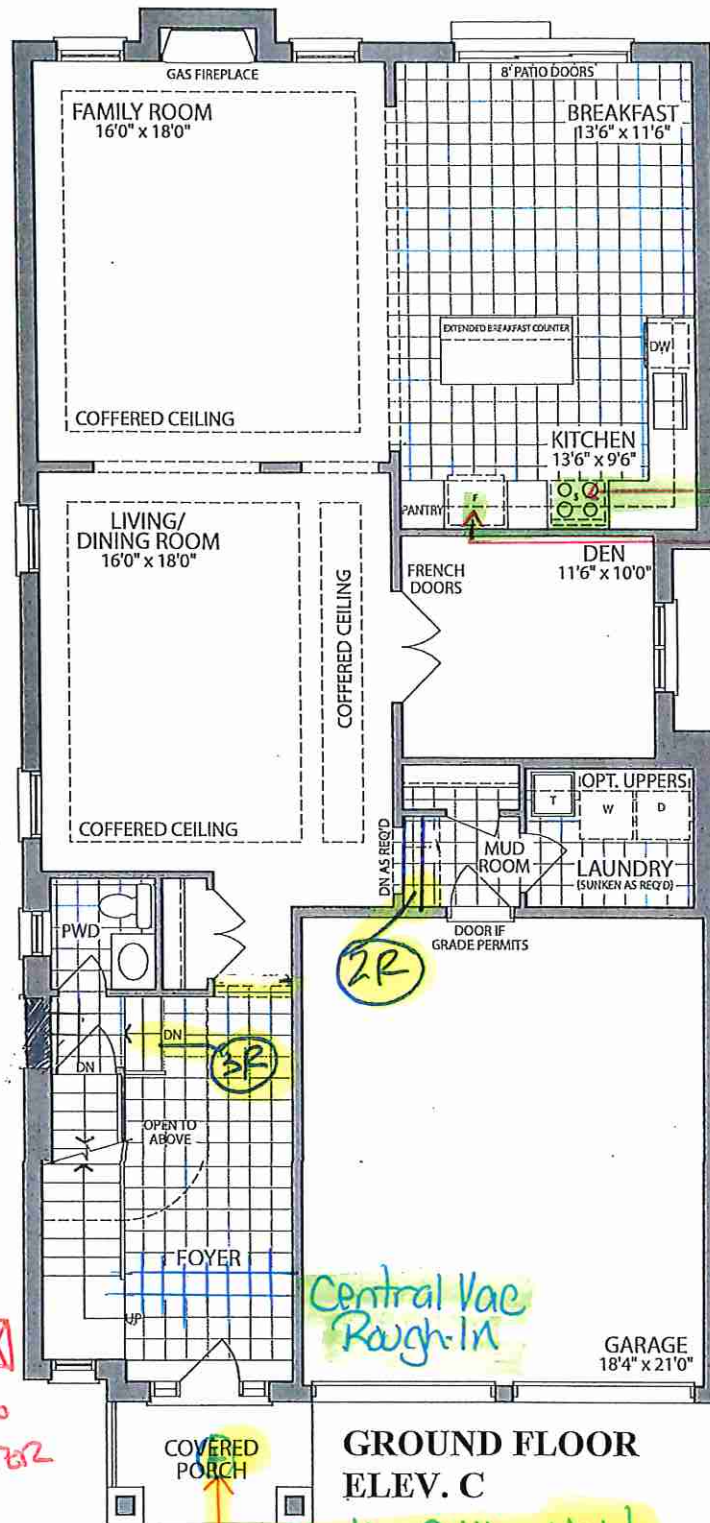 GAS FIREPLACE
8' PATIO DOORS
FAMILY ROOM
16'0" x 18'0"
BREAKFAST
13'6" x 11'6"
EXTENDED BREAKFAST COUNTER
DW
COFFERED CEILING
KITCHEN
13'6" x 9'6"
PANTRY
F
S
LIVING/
DINING ROOM
16'0" x 18'0"
COFFERED CEILING
FRENCH
DOORS
DEN
11'6" x 10'0"
COFFERED CEILING
OPT. UPPERS
T
W
D
DN AS REQ'D
MUD
ROOM
LAUNDRY
(SUNKEN AS REQ'D)
DOOR IF
GRADE PERMITS
PWD
2R
DN
3R
DN
OPEN TO
ABOVE
FOYER
UP
Central Vac
Rough-In
GARAGE
18'4" x 21'0"
COVERED
PORCH
GROUND FLOOR
ELEV. C